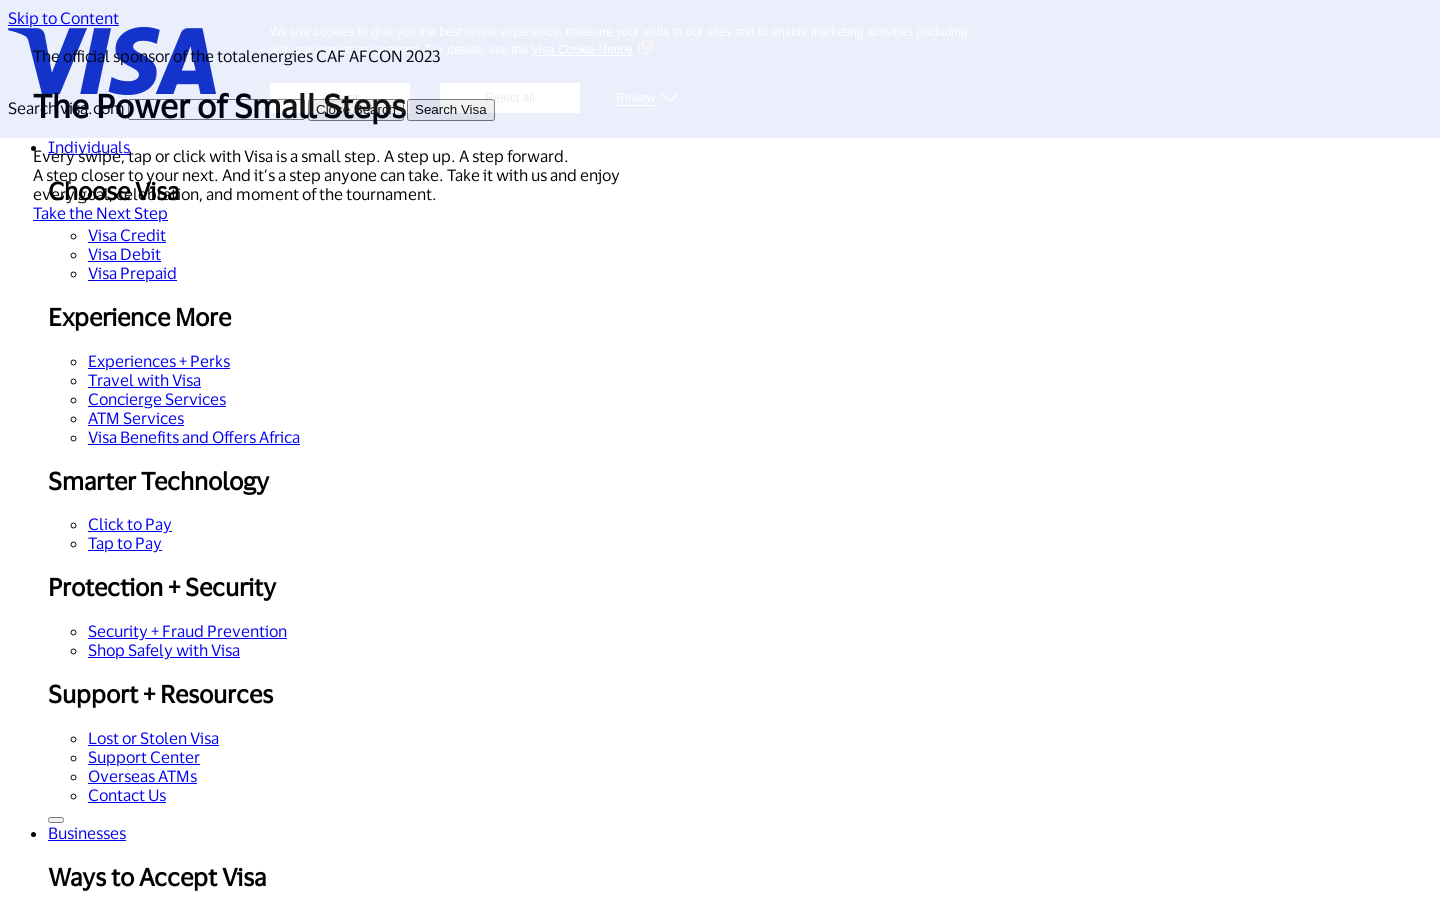 Skip to Content
VISA
We use cookies to give you the best online experience, measure your visits to our sites and to enable marketing activities (including
details, see the Visa Cookie Notice
The official sponsor of the totalenergies CAF AFCON 2023
Reject all
Review
The Power of Small Steps
Search visa.com
Close Search
Search Visa
Individuals
Every swipe, tap or click with Visa is a small step. A step up. A step forward.
A step closer to your next. And it’s a step anyone can take. Take it with us and enjoy
every goal, celebration, and moment of the tournament.
Choose Visa
Take the Next Step
Visa Credit
Visa Debit
Visa Prepaid
Experience More
Experiences + Perks
Travel with Visa
Concierge Services
ATM Services
Visa Benefits and Offers Africa
Smarter Technology
Click to Pay
Tap to Pay
Protection + Security
Security + Fraud Prevention
Shop Safely with Visa
Support + Resources
Lost or Stolen Visa
Support Center
Overseas ATMs
Contact Us
Businesses
Ways to Accept Visa